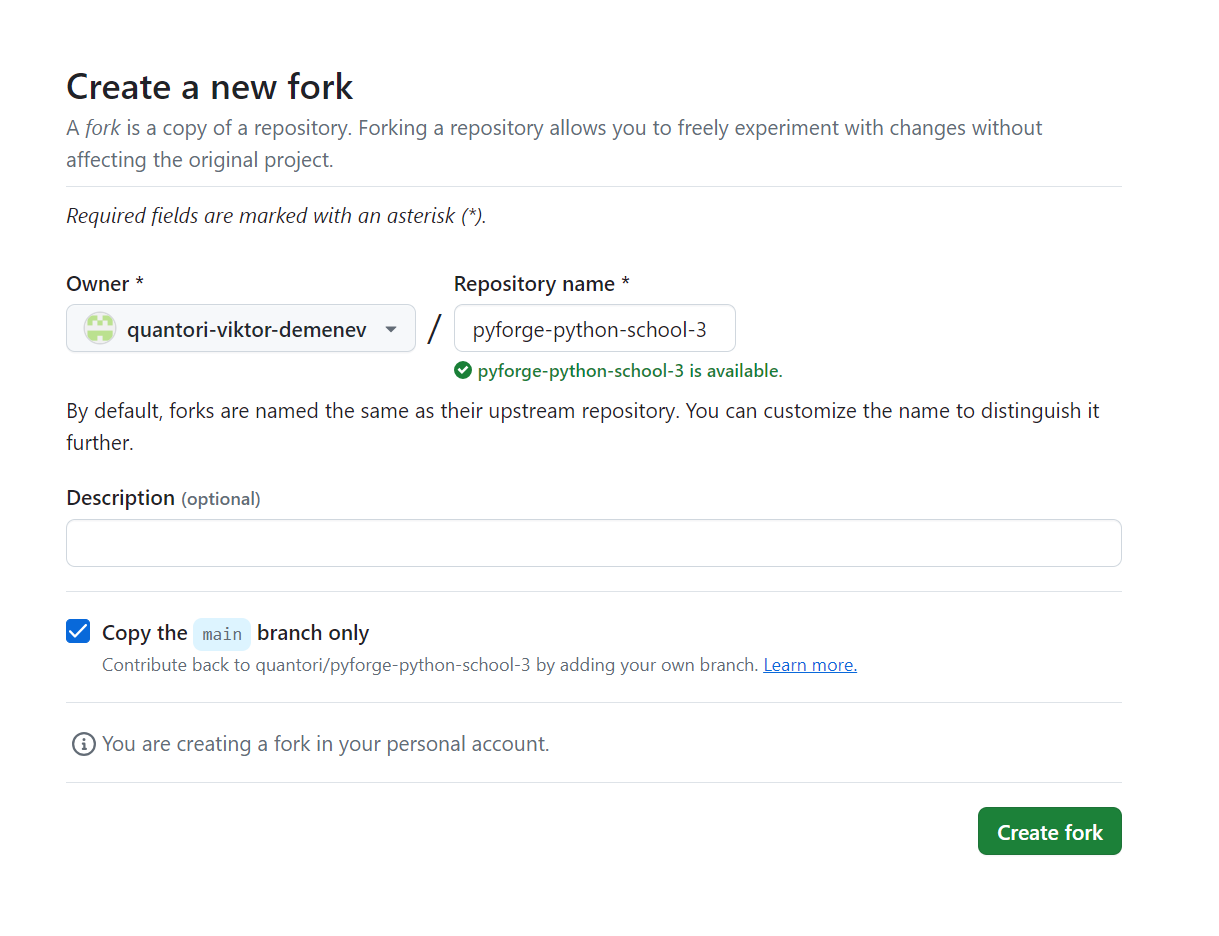 Create a new fork
A fork is a copy of a repository. Forking a repository allows you to freely experiment with changes without
affecting the original project.
Required fields are marked with an asterisk (*).
Owner *
Repository name *
quantori-viktor-demenev
/
pyforge-python-school-3
pyforge-python-school-3 is available.
By default, forks are named the same as their upstream repository. You can customize the name to distinguish it
further.
Description (optional)
Copy the main branch only
Contribute back to quantori/pyforge-python-school-3 by adding your own branch. Learn more.
You are creating a fork in your personal account.
Create fork